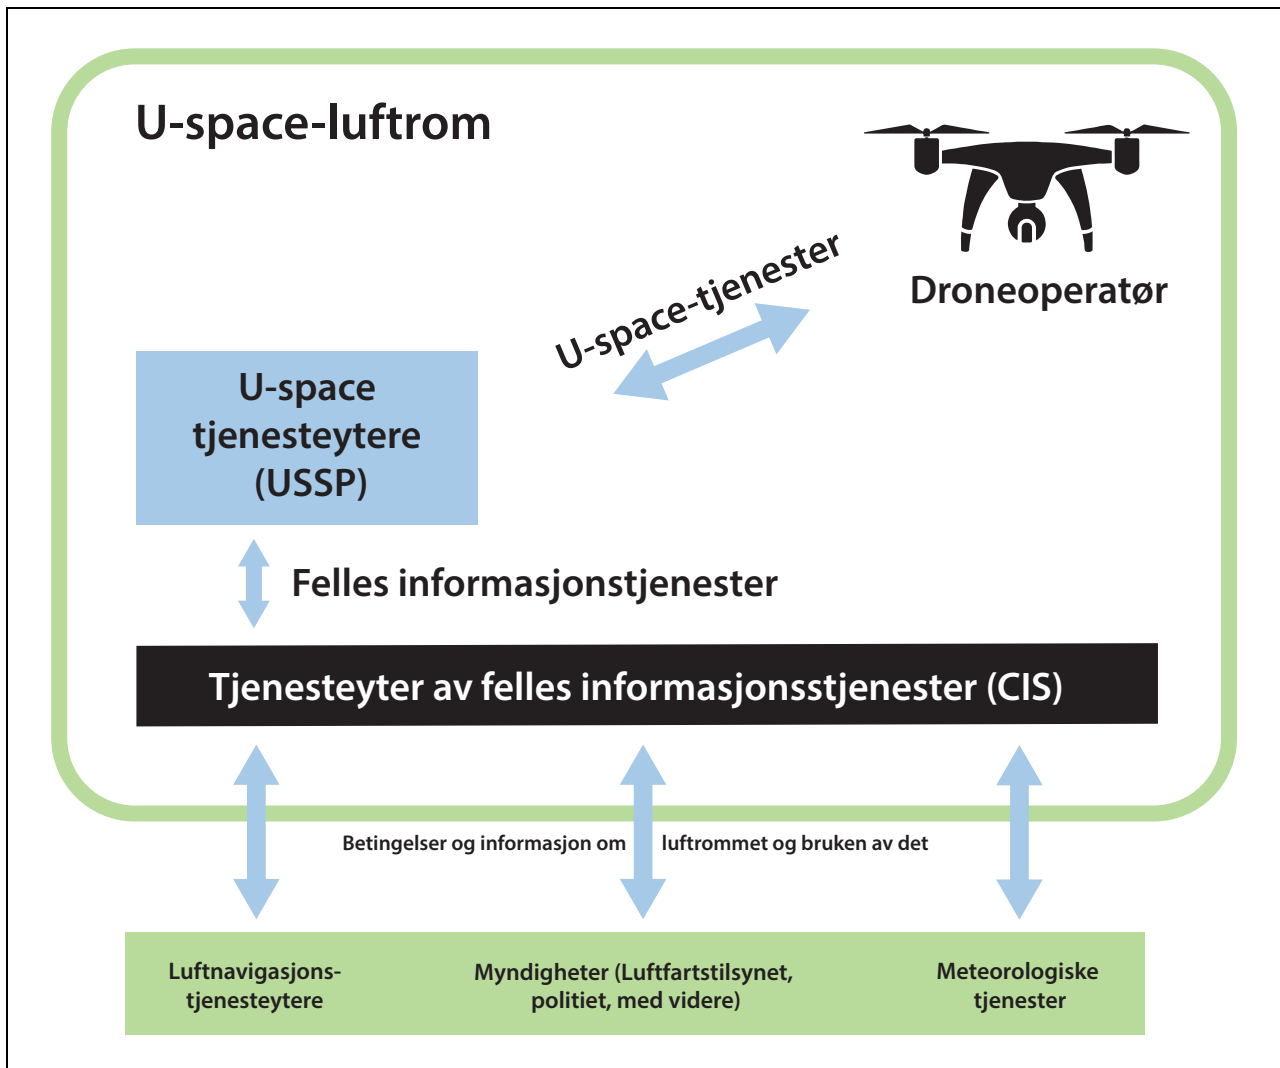 U-space-luftrom
U-space-tjenester
Droneoperatør
U-space
tjenesteytere
(USSP)
Felles informasjonstjenester
Tjenesteyter av felles informasjonsstjenester (CIS)
Betingelser og informasjon om luftrommet og bruken av det
Luftnavigasjons-
tjenesteytere
Myndigheter (Luftfartstilsynet,
politiet, med videre)
Meteorologiske
tjenester